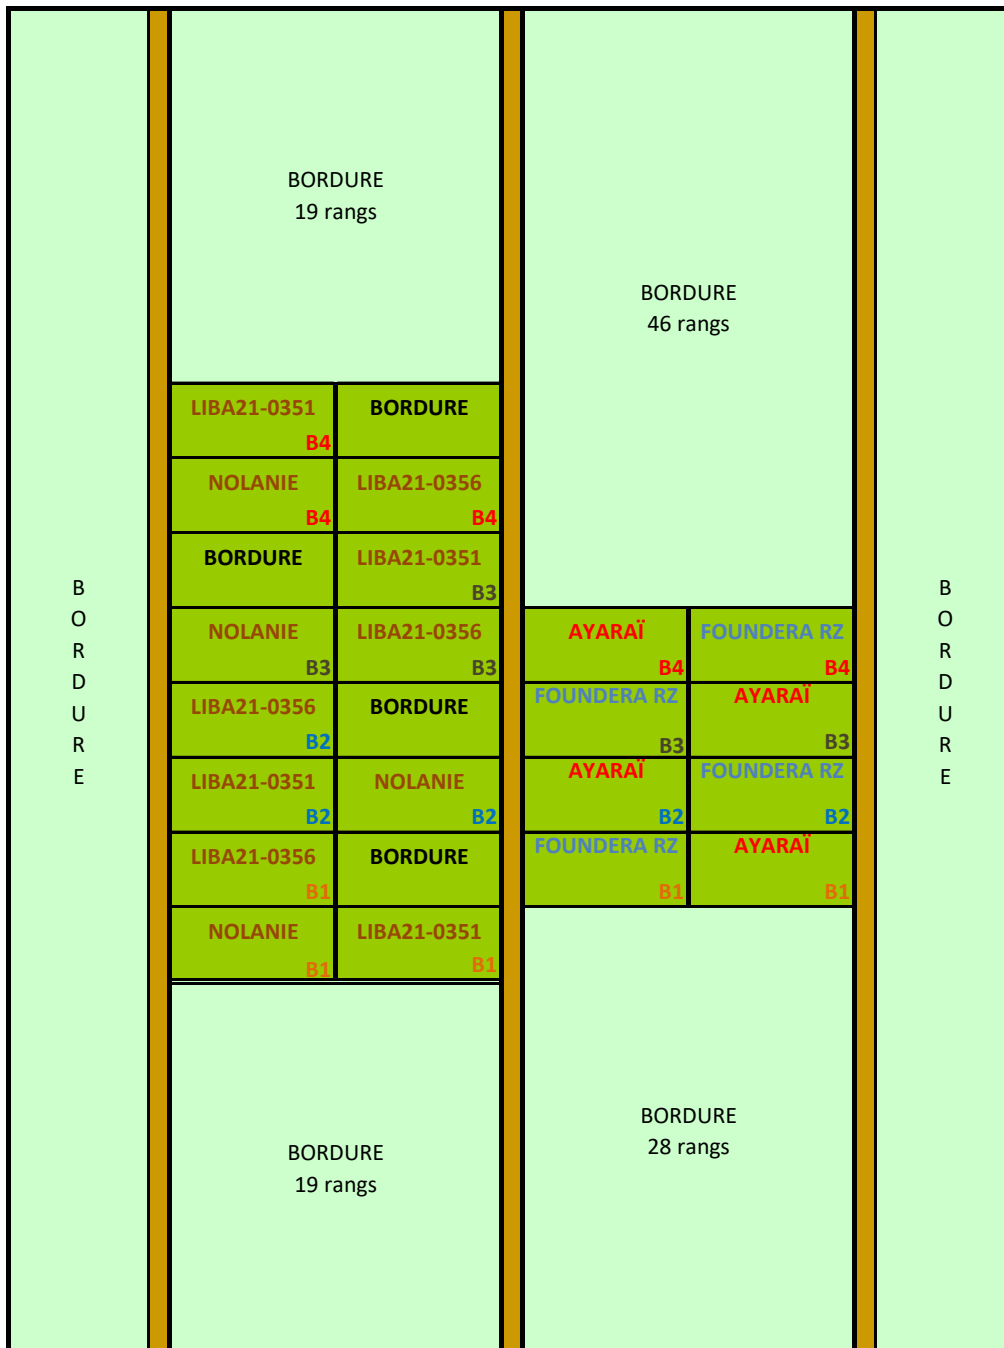 BORDURE
19 rangs
BORDURE
46 rangs
LIBA21-0351
B4
BORDURE
NOLANIE
B4
LIBA21-0356
B4
BORDURE
LIBA21-0351
B3
NOLANIE
B3
LIBA21-0356
B3
AYARAÏ
B4
FOUNDERA RZ
B4
LIBA21-0356
B2
BORDURE
FOUNDERA RZ
B3
AYARAÏ
B3
LIBA21-0351
B2
NOLANIE
B2
AYARAÏ
B2
FOUNDERA RZ
B2
LIBA21-0356
B1
BORDURE
FOUNDERA RZ
B1
AYARAÏ
B1
NOLANIE
B1
LIBA21-0351
B1
B
O
R
D
U
R
E
B
O
R
D
U
R
E
BORDURE
19 rangs
BORDURE
28 rangs